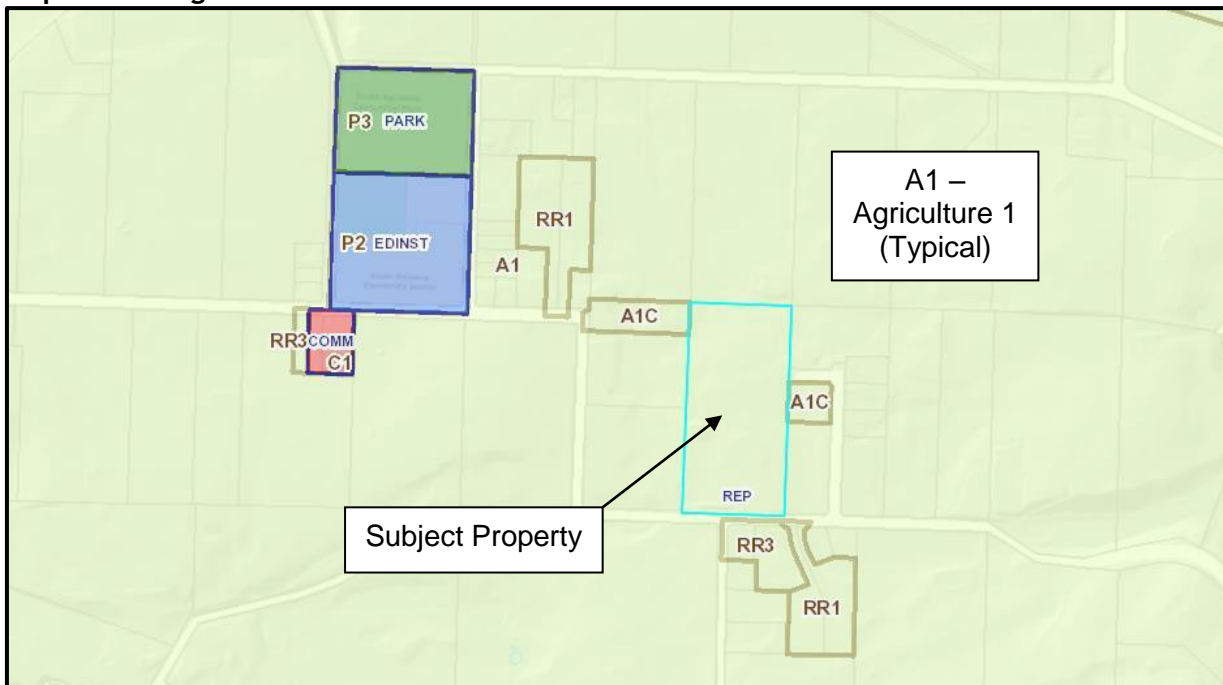 P3 PARK
P2 EDINST
RR1
A1
A1 –
Agriculture 1
(Typical)
A1C
RR3
COMM
C1
A1C
REP
Subject Property
RR3
RR1